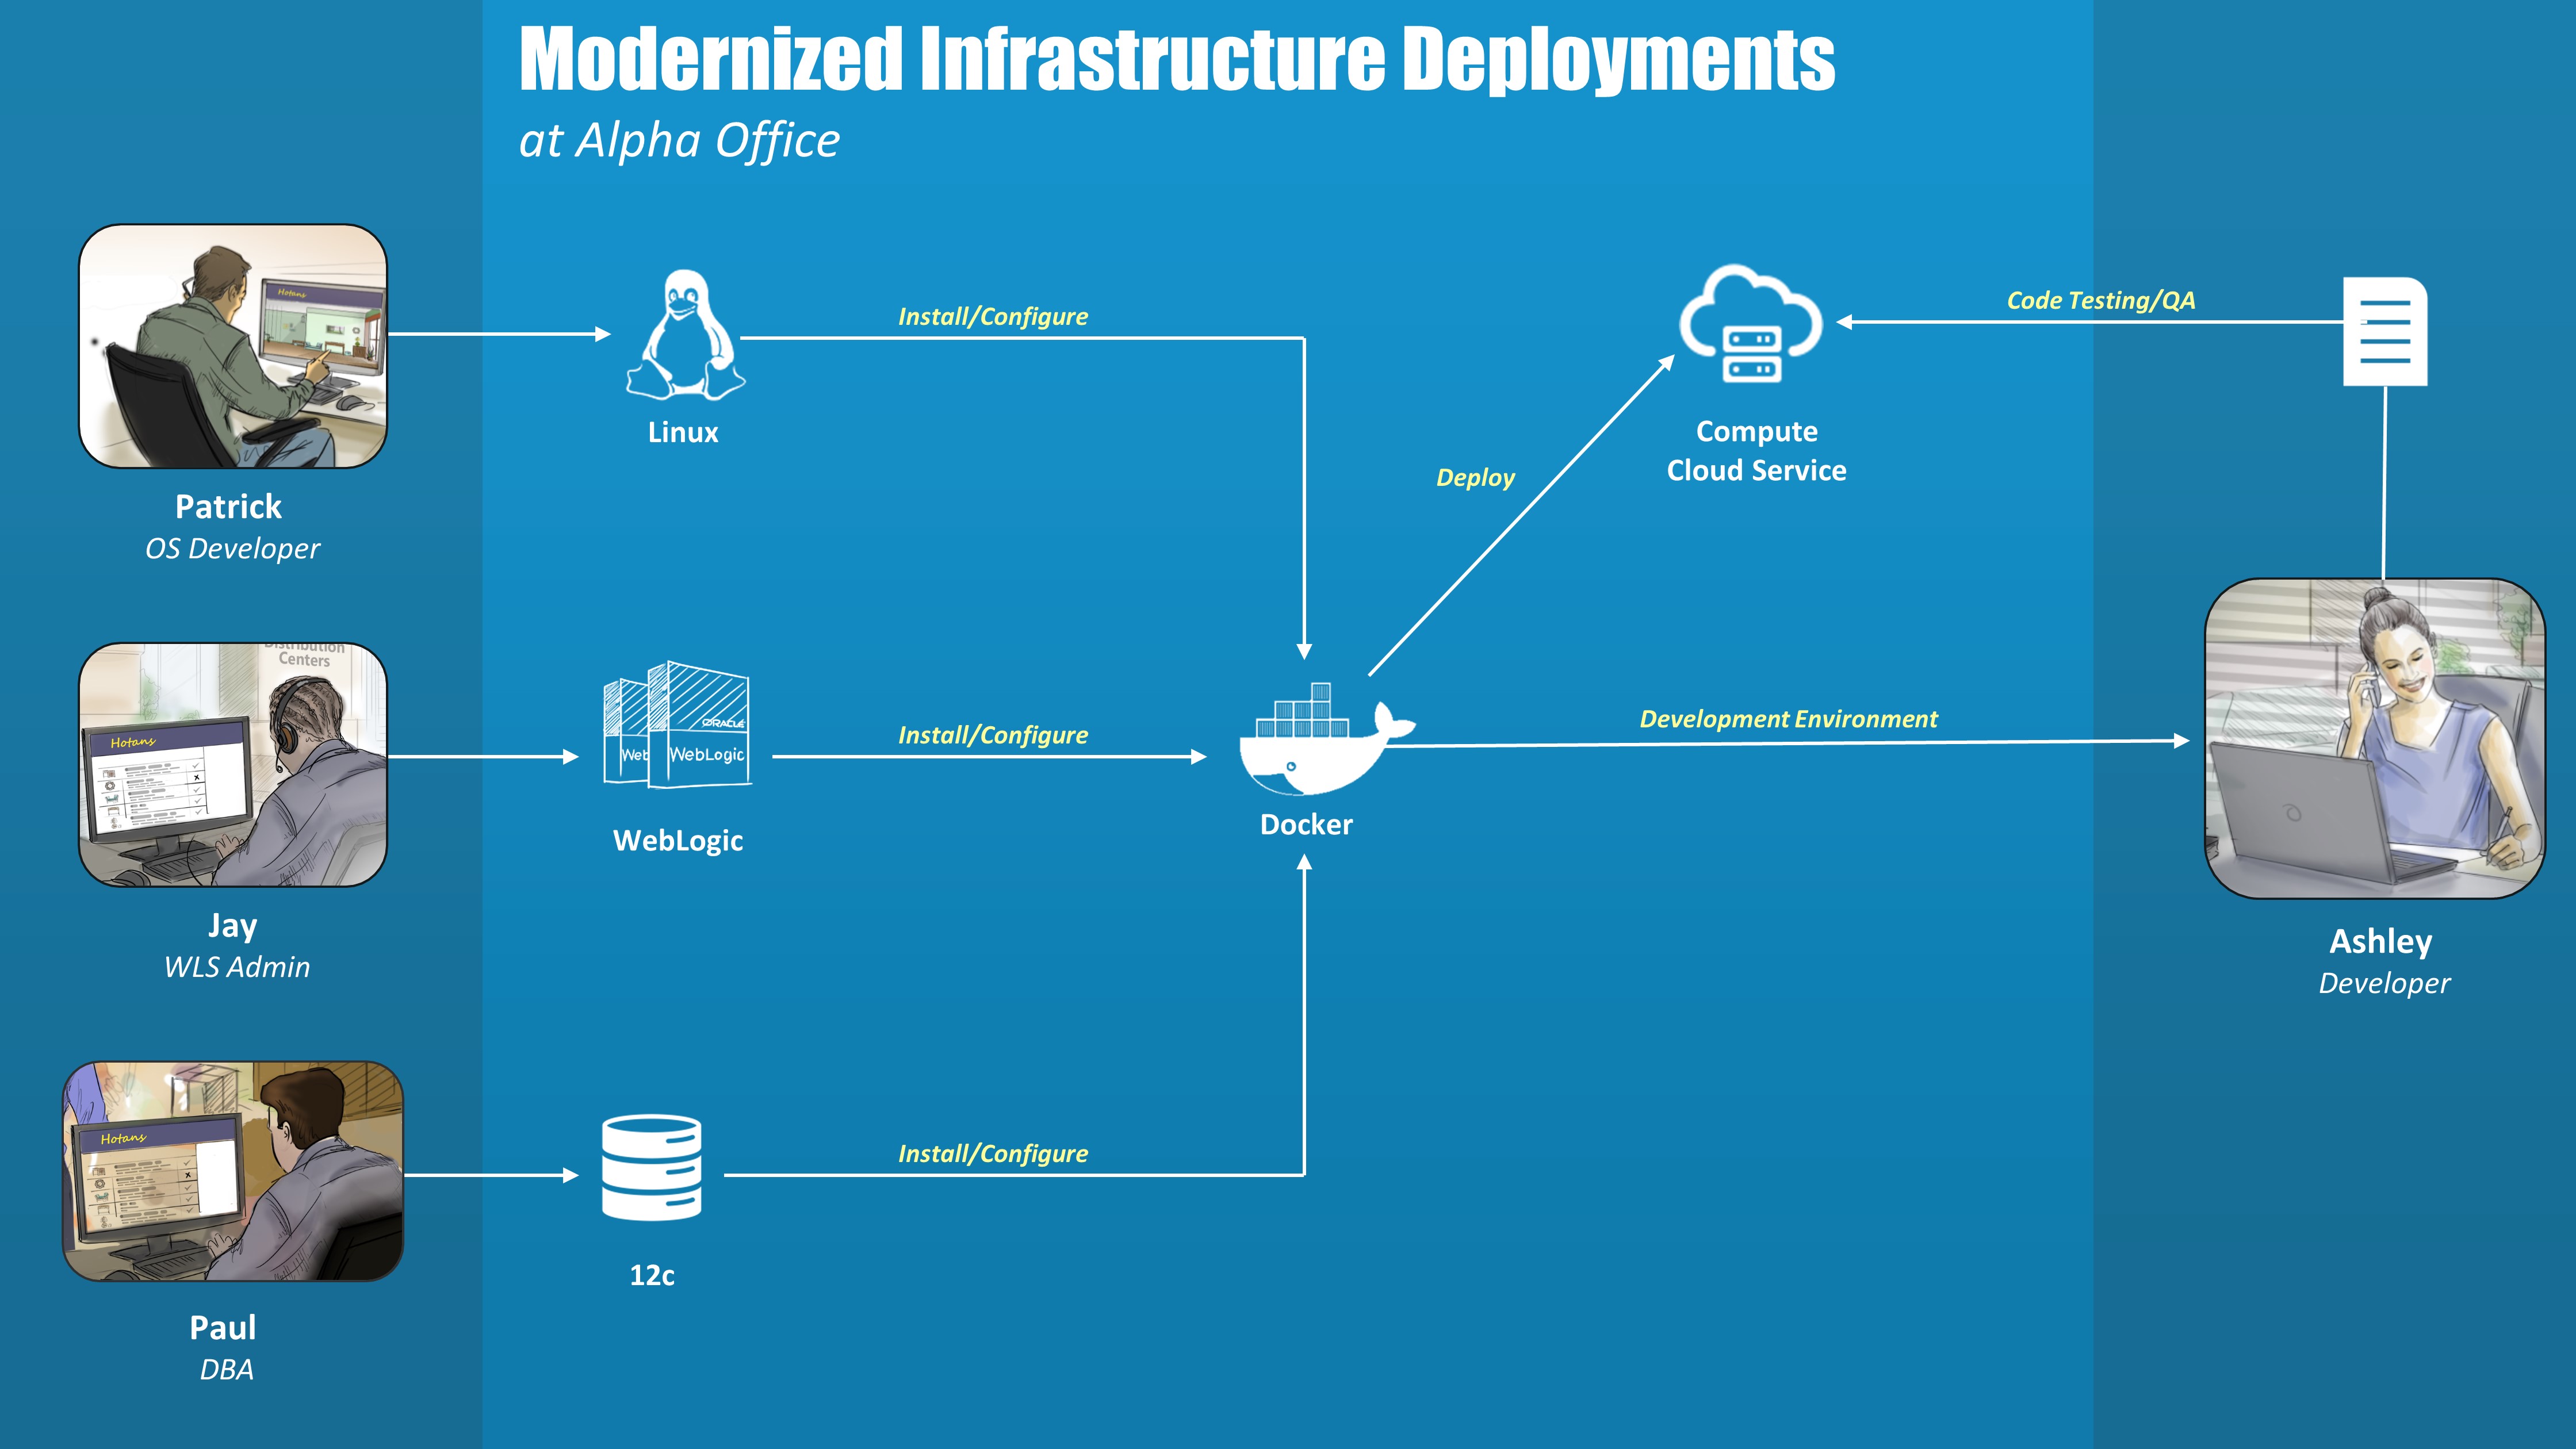 Modernized Infrastructure Deployments
at Alpha Office
Hotans
Patrick
OS Developer
Linux
Install/Configure
Compute
Cloud Service
Code Testing/QA
Deploy
Distribution
Centers
Hotans
Jay
WLS Admin
ORACLE
Web
WebLogic
WebLogic
Install/Configure
Docker
Development Environment
Ashley
Developer
Hotans
Paul
DBA
12c
Install/Configure